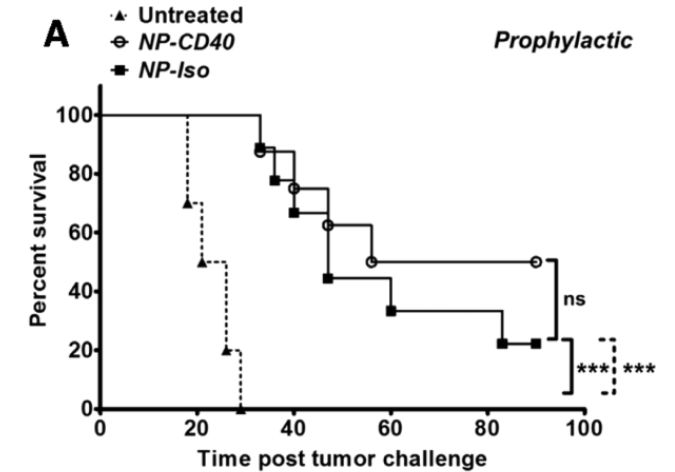 A
Untreated
NP-CD40
NP-Iso
Prophylactic
Percent survival
100
80
60
40
20
0
ns
*** ***
0 20 40 60 80 100
Time post tumor challenge